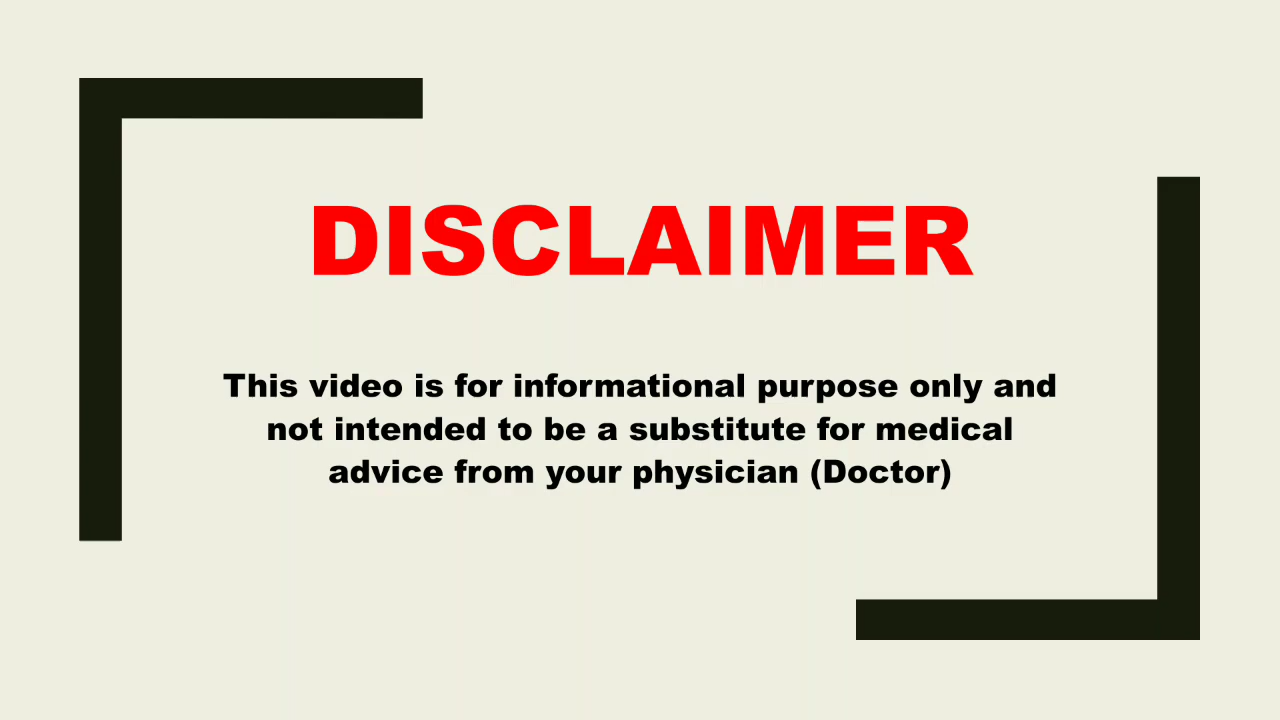 DISCLAIMER
This video is for informational purpose only and
not intended to be a substitute for medical
advice from your physician (Doctor)